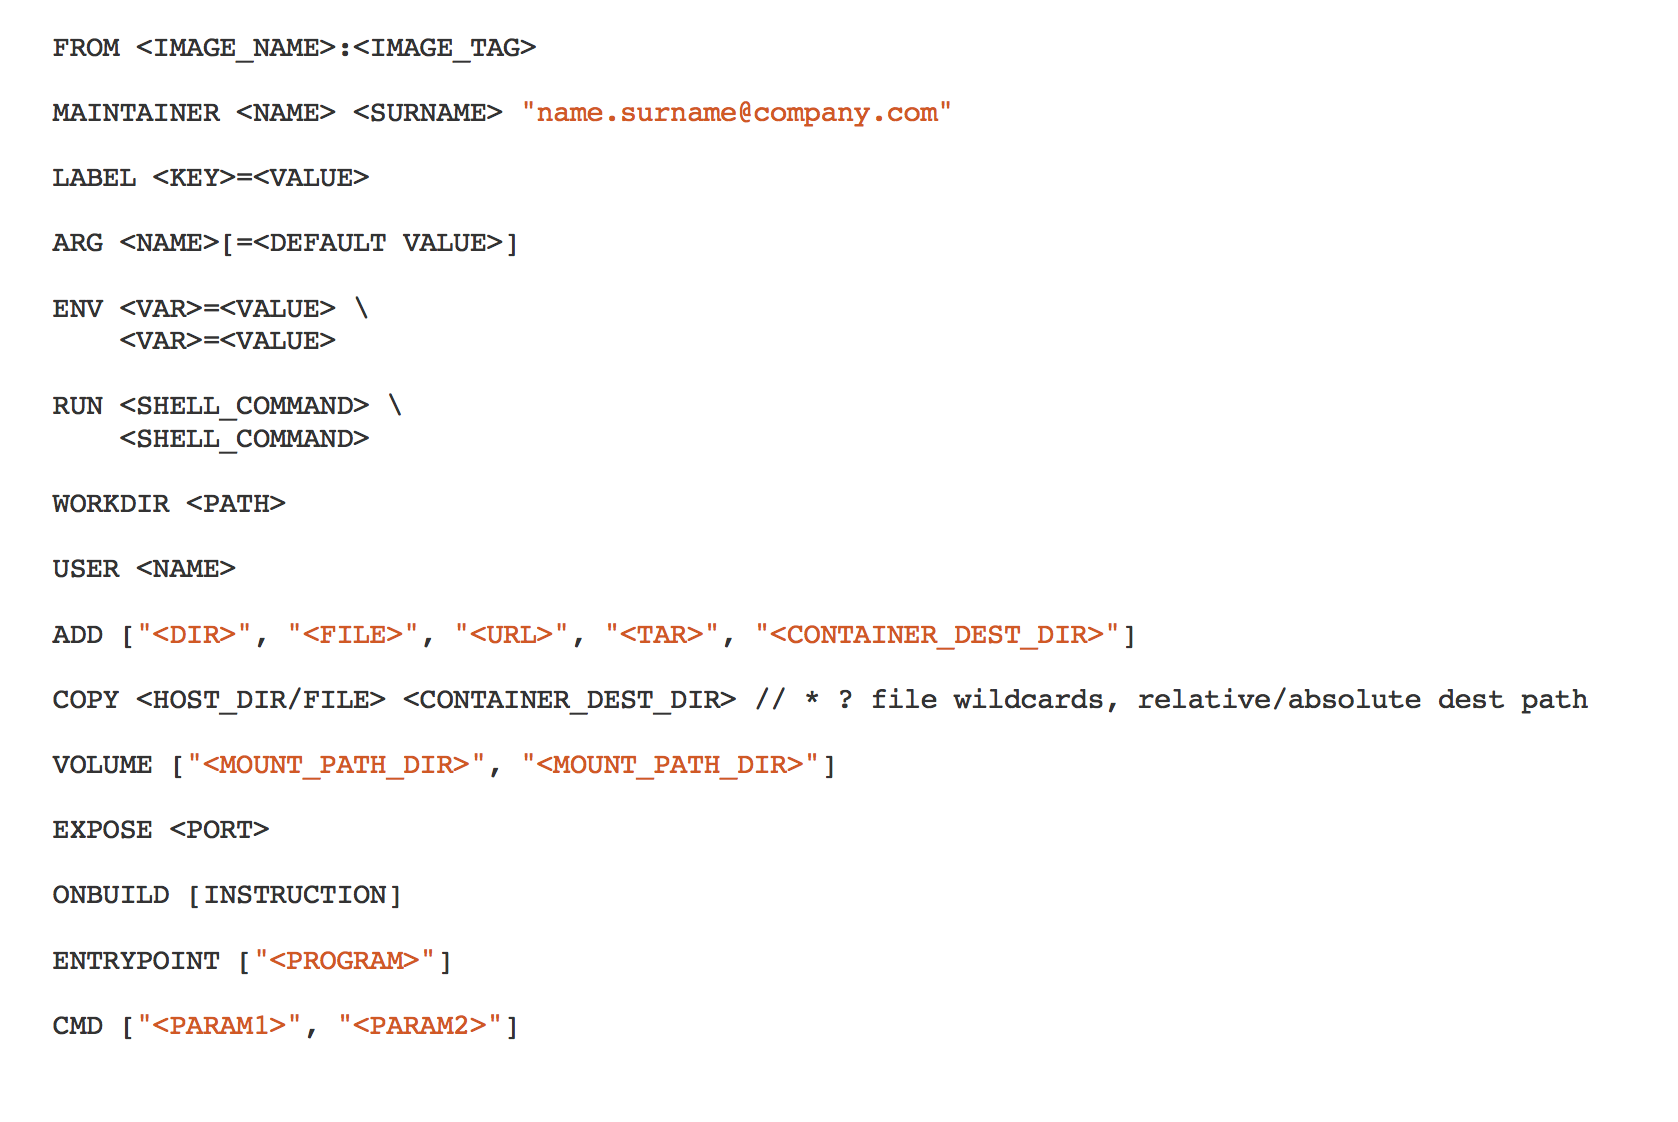 FROM <IMAGE_NAME>:<IMAGE_TAG>
MAINTAINER <NAME> <SURNAME> "name.surname@company.com"
LABEL <KEY>=<VALUE>
ARG <NAME>[=<DEFAULT VALUE>]
ENV <VAR>=<VALUE> \
    <VAR>=<VALUE>
RUN <SHELL_COMMAND> \
    <SHELL_COMMAND>
WORKDIR <PATH>
USER <NAME>
ADD ["<DIR>", "<FILE>", "<URL>", "<TAR>", "<CONTAINER_DEST_DIR>"]
COPY <HOST_DIR/FILE> <CONTAINER_DEST_DIR> // * ? file wildcards, relative/absolute dest path
VOLUME ["<MOUNT_PATH_DIR>", "<MOUNT_PATH_DIR>"]
EXPOSE <PORT>
ONBUILD [INSTRUCTION]
ENTRYPOINT ["<PROGRAM>"]
CMD ["<PARAM1>", "<PARAM2>"]